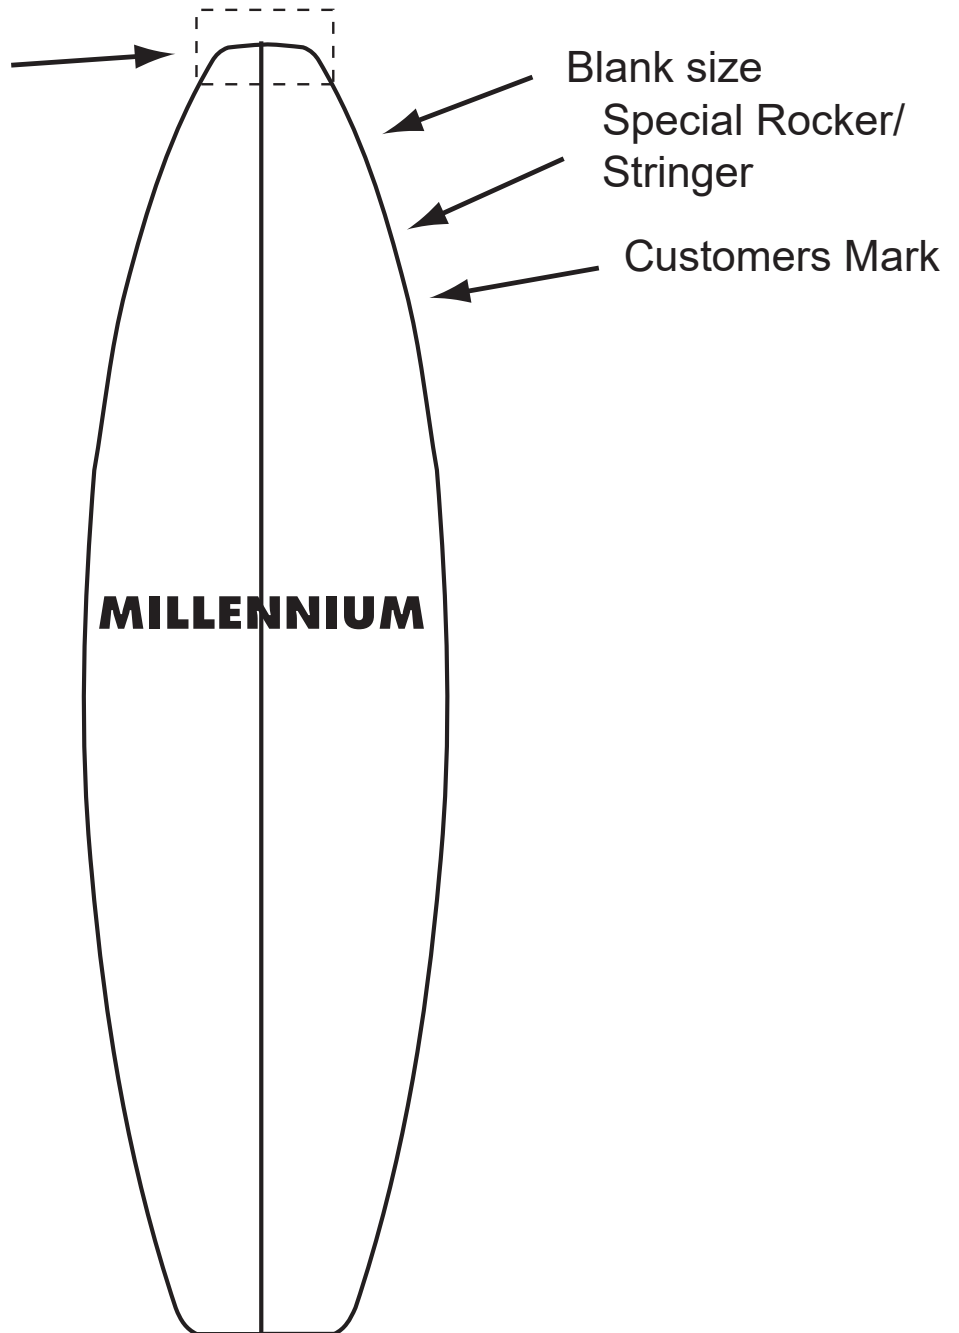 Blank size
Special Rocker/
Stringer
Customers Mark
MILLENNIUM